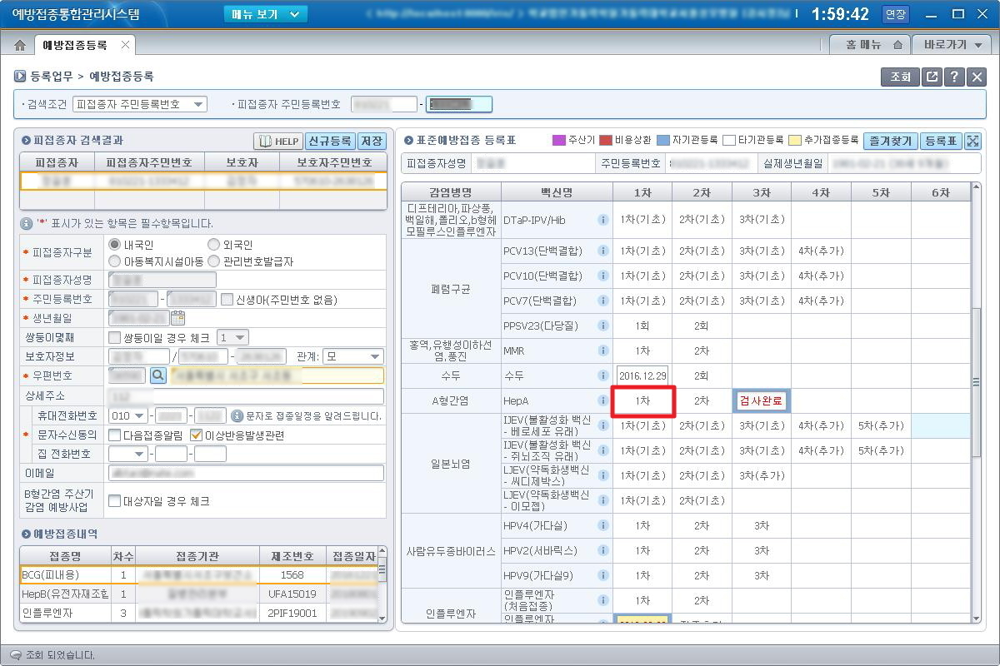 예방접종통합관리시스템
메뉴 보기
1:59:42 연장
예방접종등록
홈 메뉴 바로가기
등록업무 > 예방접종등록
조회
· 검색조건 피접종자 주민등록번호 · 피접종자 주민등록번호 -
피접종자 검색결과 HELP 신규등록 저장
피접종자 피접종자주민번호 보호자 보호자주민번호
'*' 표시가 있는 항목은 필수항목입니다.
* 피접종자구분 내국인 외국인
아동복지시설아동 관리번호발급자
* 피접종자성명
* 주민등록번호 - 신생아(주민번호 없음)
* 생년월일
쌍둥이몇째 쌍둥이일 경우 체크 1
보호자정보 / - 관계: 모
* 우편번호
상세주소
휴대전화번호 010 - - 문자로 접종일정을 알려드립니다.
* 문자수신동의 다음접종알림 이상반응발생관련
집 전화번호 - -
이메일
B형간염 주산기
감염 예방사업 대상자일 경우 체크
예방접종내역
접종명 차수 접종기관 제조번호 접종일자
BCG(피내용) 1 1568
HepB(유전자재조합 1 UFA15019
인플루엔자 3 2PIF19001
표준예방접종 등록표 주산기 비용상환 자기관등록 타기관등록 추가접종등록 즐겨찾기 등록표
피접종자성명 주민등록번호 실제생년월일
감염병명 백신명 1차 2차 3차 4차 5차 6차
디프테리아,파상풍,
백일해,폴리오,b형헤
모필루스인플루엔자 DTaP-IPV/Hib 1차(기초) 2차(기초) 3차(기초)
폐렴구균
PCV13(단백결합) 1차(기초) 2차(기초) 3차(기초) 4차(추가)
PCV10(단백결합) 1차(기초) 2차(기초) 3차(기초) 4차(추가)
PCV7(단백결합) 1차(기초) 2차(기초) 3차(기초) 4차(추가)
PPSV23(다당질) 1회 2회
홍역,유행성이하선
염,풍진 MMR 1차 2차
수두 수두 2016.12.29 2회
A형간염 HepA 1차 2차 검사완료
일본뇌염
IJEV(불활성화 백신
- 베로세포 유래) 1차(기초) 2차(기초) 3차(기초) 4차(추가) 5차(추가)
IJEV(불활성화 백신
- 쥐뇌조직 유래) 1차(기초) 2차(기초) 3차(기초) 4차(추가) 5차(추가)
LJEV(약독화생백신
- 씨디제박스) 1차(기초) 2차(기초) 3차(추가)
LJEV(약독화생백신
- 이모젭) 1차(기초) 2차(기초)
사람유두종바이러스
HPV4(가다실) 1차 2차 3차
HPV2(서바릭스) 1차 2차 3차
HPV9(가다실9) 1차 2차 3차
인플루엔자
인플루엔자
(처음접종) 1차 2차
인플루엔자
조회 되었습니다.